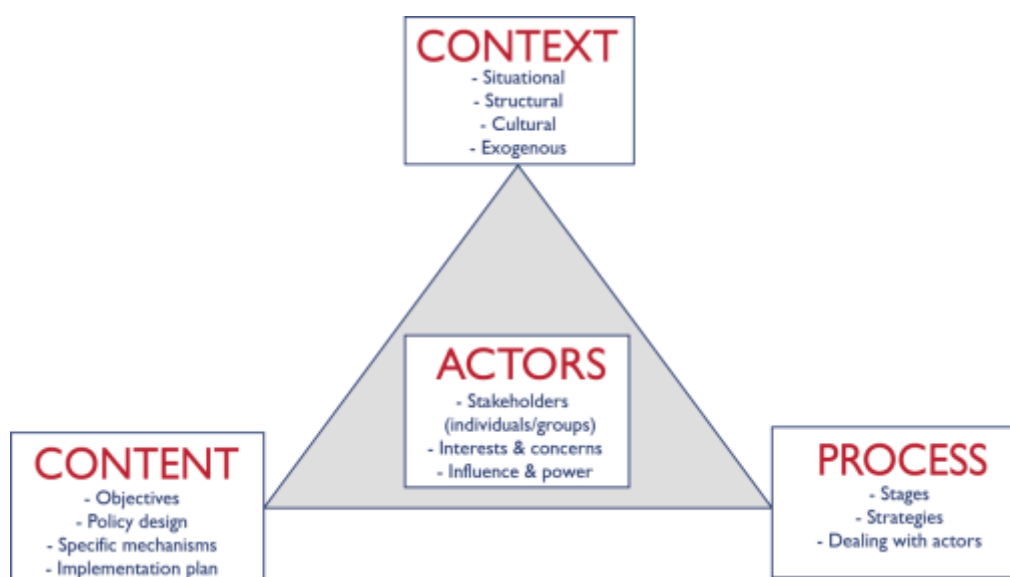 CONTEXT
- Situational
- Structural
- Cultural
- Exogenous
ACTORS
- Stakeholders
(individuals/groups)
- Interests & concerns
- Influence & power
CONTENT
- Objectives
- Policy design
- Specific mechanisms
- Implementation plan
PROCESS
- Stages
- Strategies
- Dealing with actors